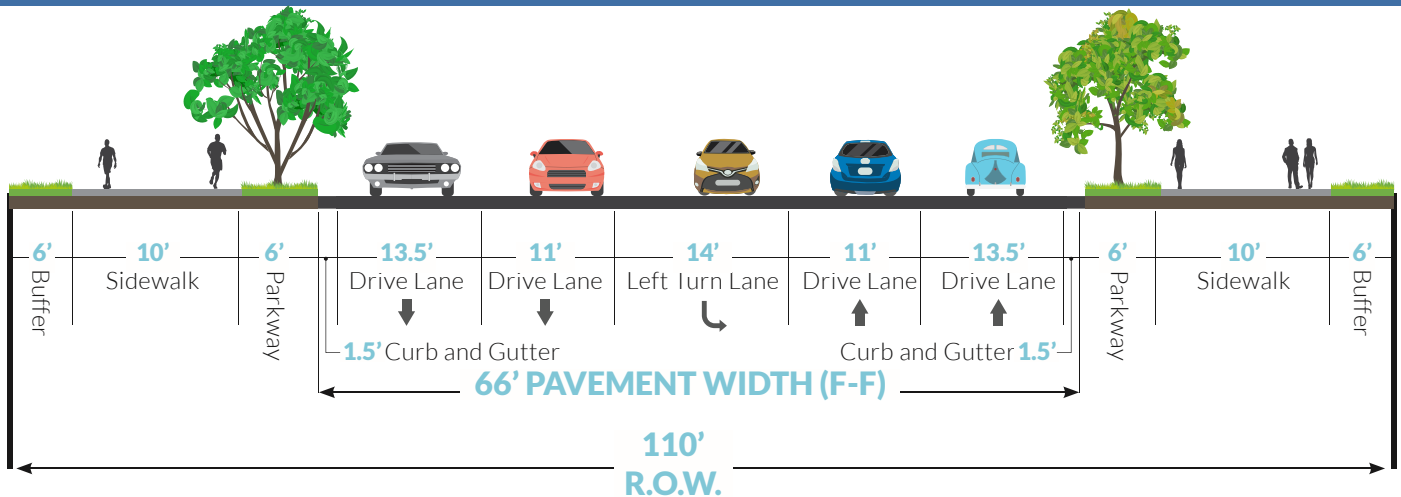 6’ 10’ 6’ 13.5’ 11’ 14’ 11’ 13.5’ 6’ 10’ 6’
Buffer Sidewalk Parkway Drive Lane Drive Lane Left Turn Lane Drive Lane Drive Lane Parkway Sidewalk Buffer
1.5’ Curb and Gutter Curb and Gutter 1.5’
66’ PAVEMENT WIDTH (F-F)
110’
R.O.W.